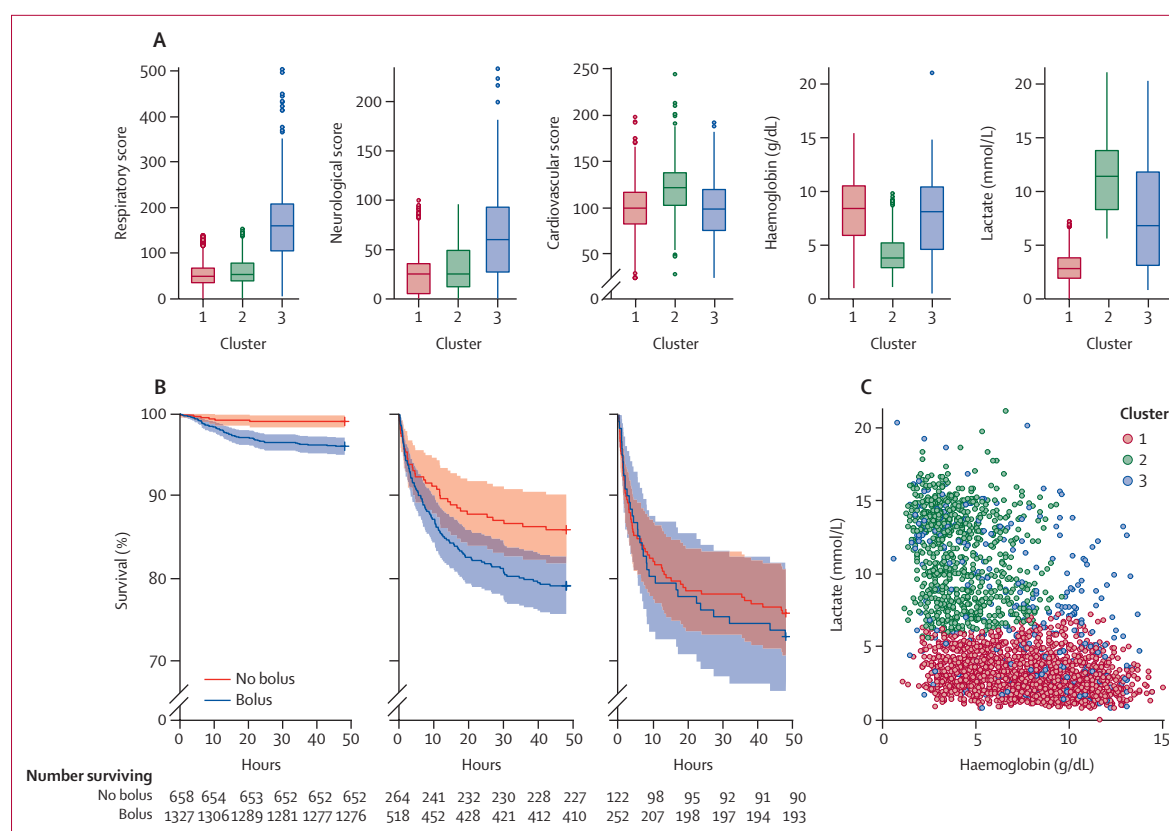 A
Respiratory score
500
400
300
200
100
0
1 2 3
Cluster
Neurological score
200
150
100
50
0
1 2 3
Cluster
Cardiovascular score
250
200
150
100
50
0
1 2 3
Cluster
Haemoglobin (g/dL)
20
15
10
5
0
1 2 3
Cluster
Lactate (mmol/L)
20
15
10
5
0
1 2 3
Cluster
B
Survival (%)
100
90
80
70
0
No bolus
Bolus
0 10 20 30 40 50
Hours
0 10 20 30 40 50
Hours
0 10 20 30 40 50
Hours
Number surviving
No bolus 658 654 653 652 652 652 264 241 232 230 228 227 122 98 95 92 91 90
Bolus 1327 1306 1289 1281 1277 1276 518 452 428 421 412 410 252 207 198 197 194 193
C
Cluster
1
2
3
Lactate (mmol/L)
20
15
10
5
0
0 5 10 15
Haemoglobin (g/dL)